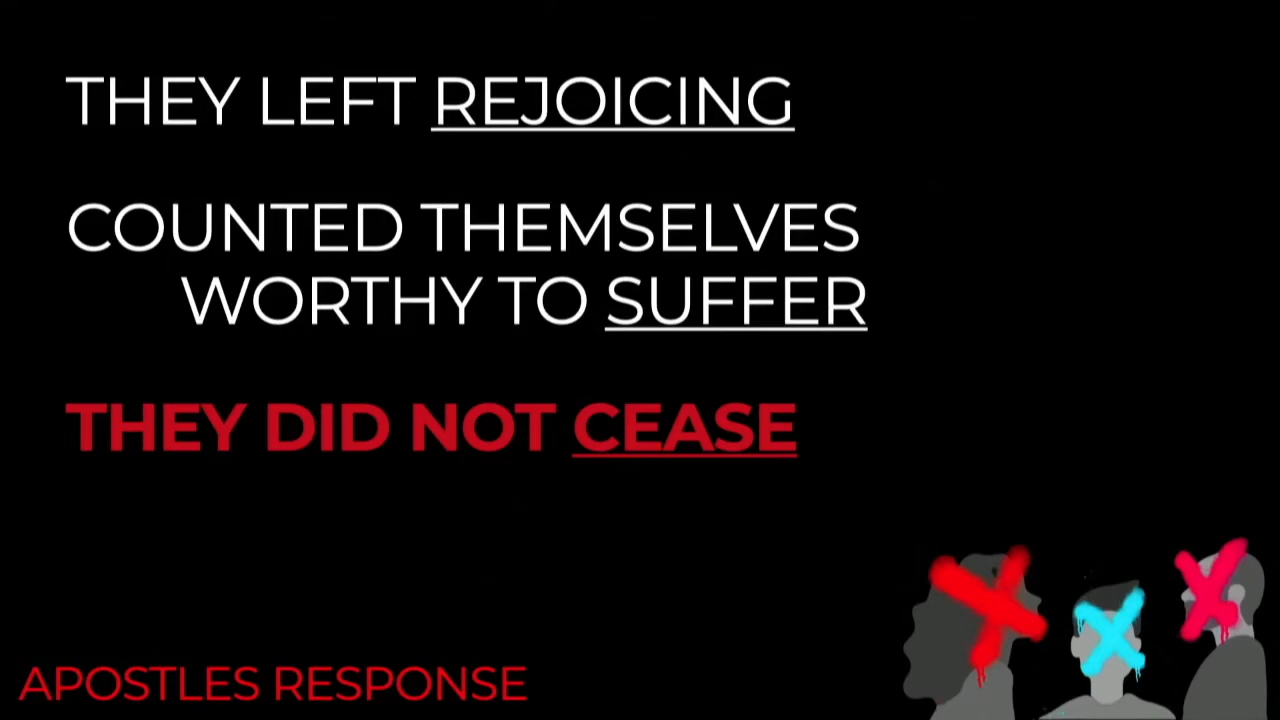 THEY LEFT REJOICING
COUNTED THEMSELVES
WORTHY TO SUFFER
THEY DID NOT CEASE
APOSTLES RESPONSE